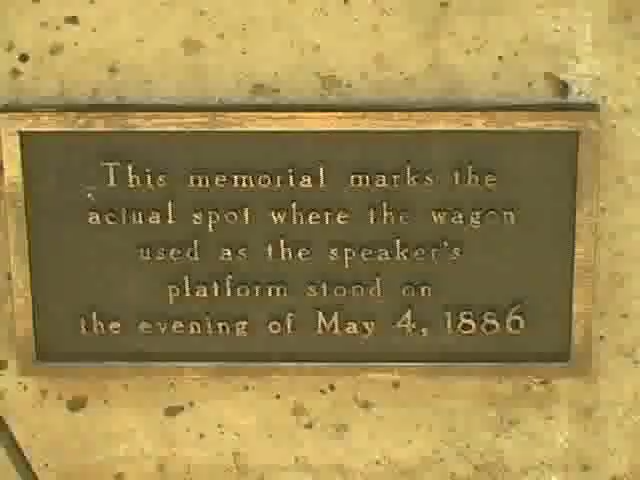 This memorial marks the
actual spot where the wagon
used as the speaker's
platform stood on
the evening of May 4, 1886